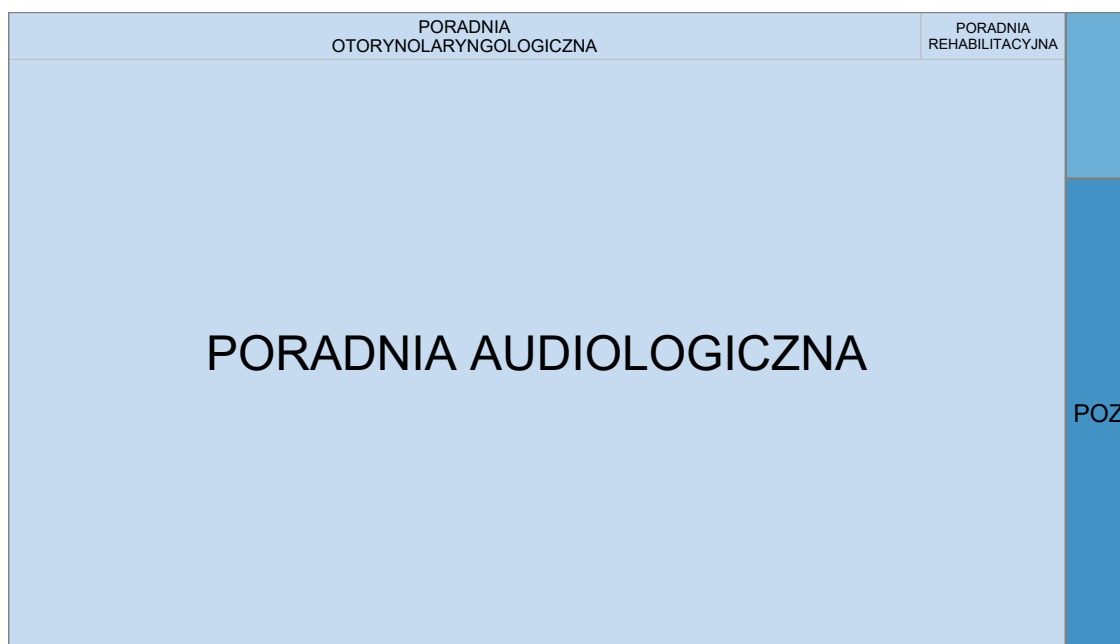 PORADNIA
OTORYNOLARYNGOLOGICZNA
PORADNIA
REHABILITACYJNA
PORADNIA AUDIOLOGICZNA
POZ